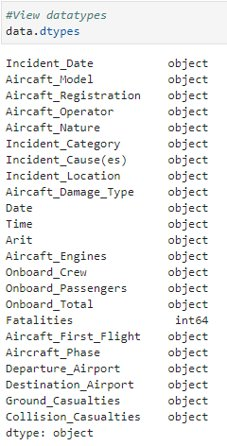 #View datatypes
data.dtypes
Incident_Date object
Aircaft_Model object
Aircaft_Registration object
Aircaft_Operator object
Aircaft_Nature object
Incident_Category object
Incident_Cause(es) object
Incident_Location object
Aircaft_Damage_Type object
Date object
Time object
Arit object
Aircaft_Engines object
Onboard_Crew object
Onboard_Passengers object
Onboard_Total object
Fatalities int64
Aircaft_First_Flight object
Aircraft_Phase object
Departure_Airport object
Destination_Airport object
Ground_Casualties object
Collision_Casualties object
dtype: object